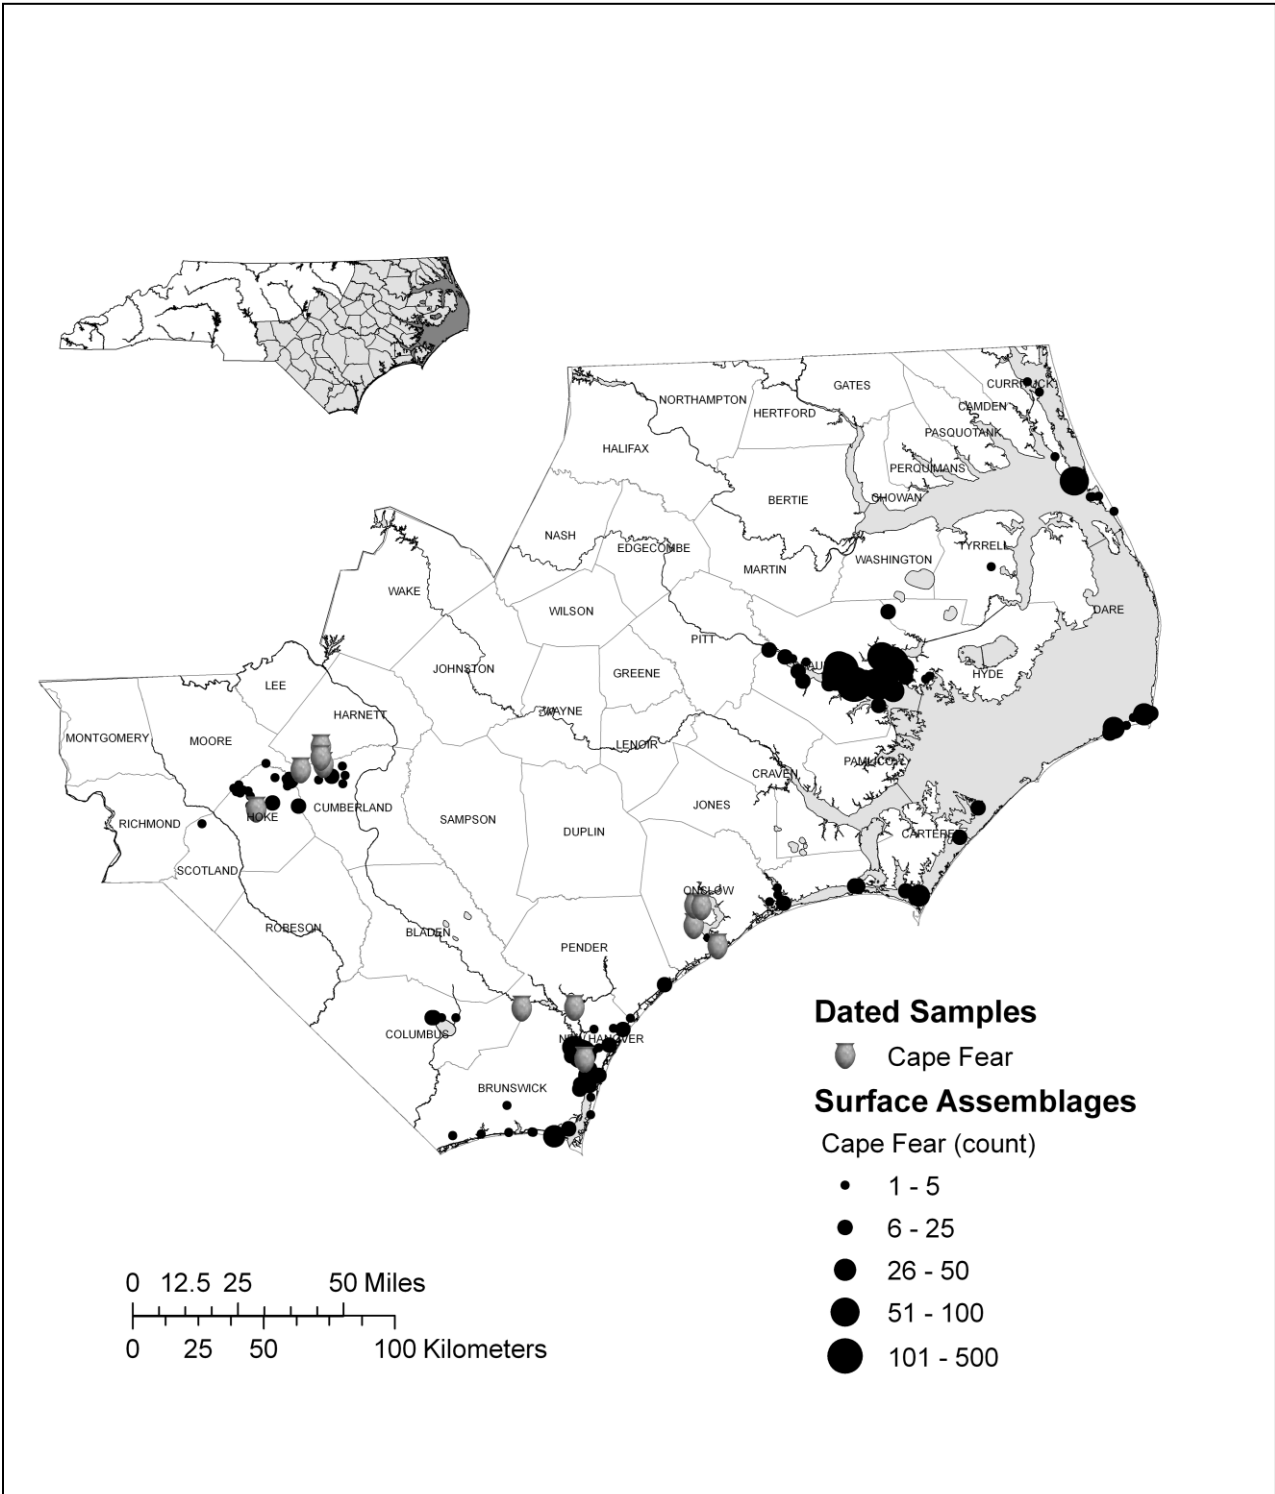 GATES
CURRITUCK
NORTHAMPTON
CAMDEN
HERTFORD
PASQUOTANK
HALIFAX
PERQUIMANS
BERTIE
CHOWAN
NASH
EDGECOMBE
TYRRELL
WASHINGTON
MARTIN
WAKE
WILSON
DARE
PITT
JOHNSTON
GREENE
HYDE
LEE
HARNETT
WAYNE
MONTGOMERY
MOORE
LENOIR
PAMLICO
CRAVEN
JONES
CUMBERLAND
HOKE
RICHMOND
SAMPSON
DUPLIN
SCOTLAND
ONSLOW
ROBESON
BLADEN
PENDER
COLUMBUS
BRUNSWICK
Dated Samples
Cape Fear
Surface Assemblages
Cape Fear (count)
1 - 5
6 - 25
26 - 50
51 - 100
101 - 500
0 12.5 25 50 Miles
0 25 50 100 Kilometers